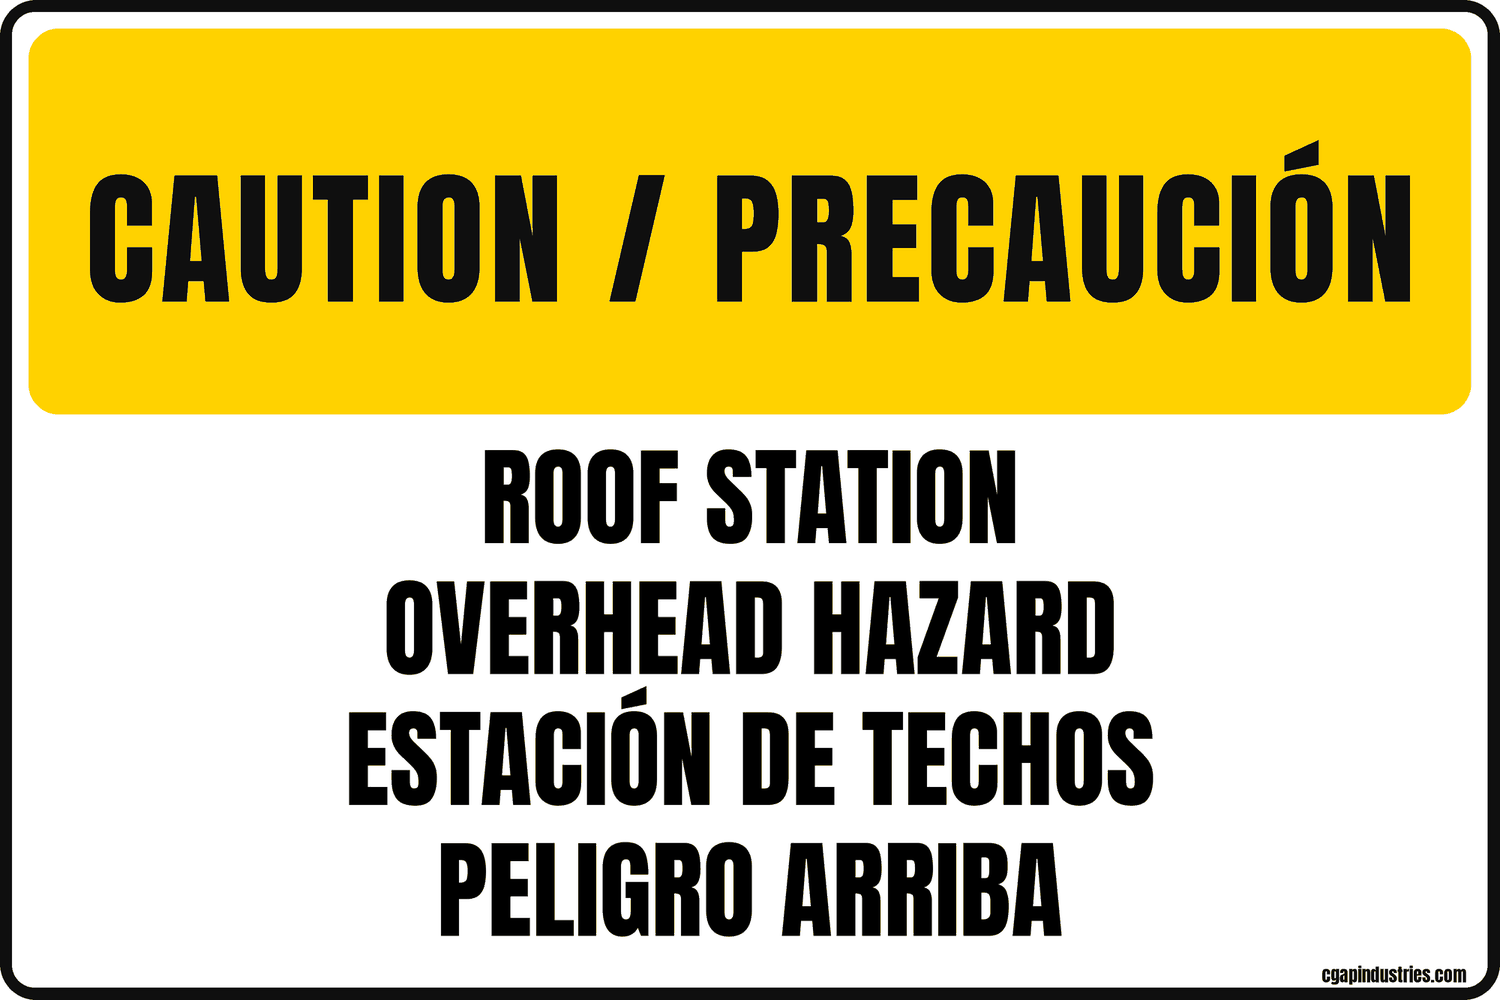 CAUTION / PRECAUCIÓN
ROOF STATION
OVERHEAD HAZARD
ESTACIÓN DE TECHOS
PELIGRO ARRIBA
cgapindustries.com